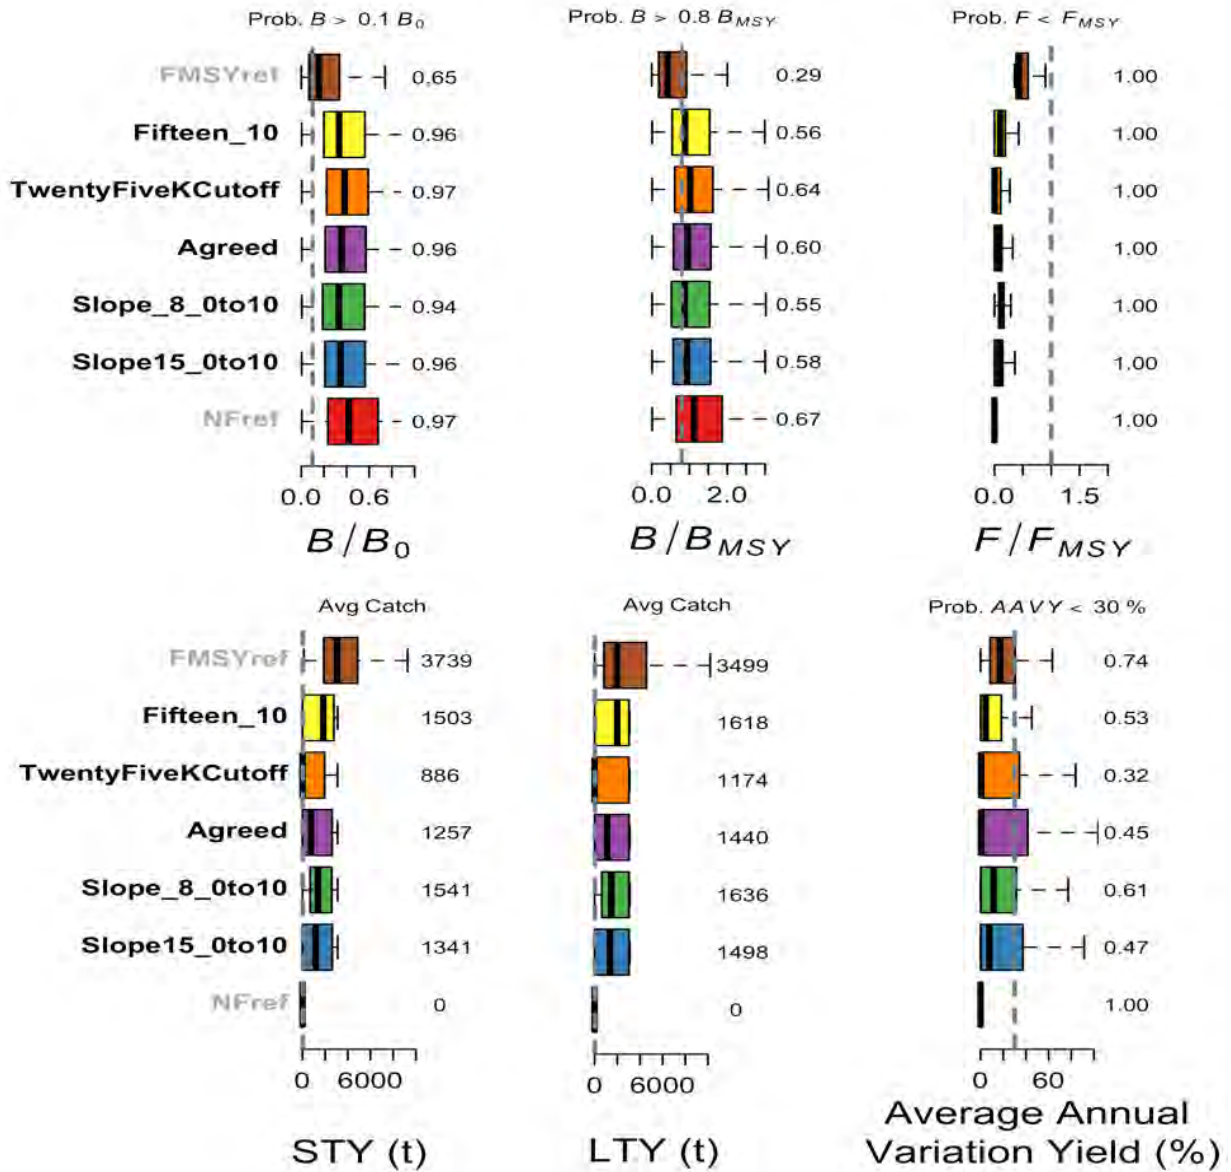 Prob. B > 0.1 B0
Prob. B > 0.8 BMSY
Prob. F < FMSY
FMSYref 0.65 0.29 1.00
Fifteen_10 0.96 0.56 1.00
TwentyFiveKCutoff 0.97 0.64 1.00
Agreed 0.96 0.60 1.00
Slope_8_0to10 0.94 0.55 1.00
Slope15_0to10 0.96 0.58 1.00
NFref 0.97 0.67 1.00
0.0 0.6 0.0 2.0 0.0 1.5
B/B0 B/BMSY F/FMSY
Avg Catch
Avg Catch
Prob. AAVY < 30 %
FMSYref 3739 3499 0.74
Fifteen_10 1503 1618 0.53
TwentyFiveKCutoff 886 1174 0.32
Agreed 1257 1440 0.45
Slope_8_0to10 1541 1636 0.61
Slope15_0to10 1341 1498 0.47
NFref 0 0 1.00
0 6000 0 6000 0 60
STY (t) LTY (t) Average Annual
Variation Yield (%)